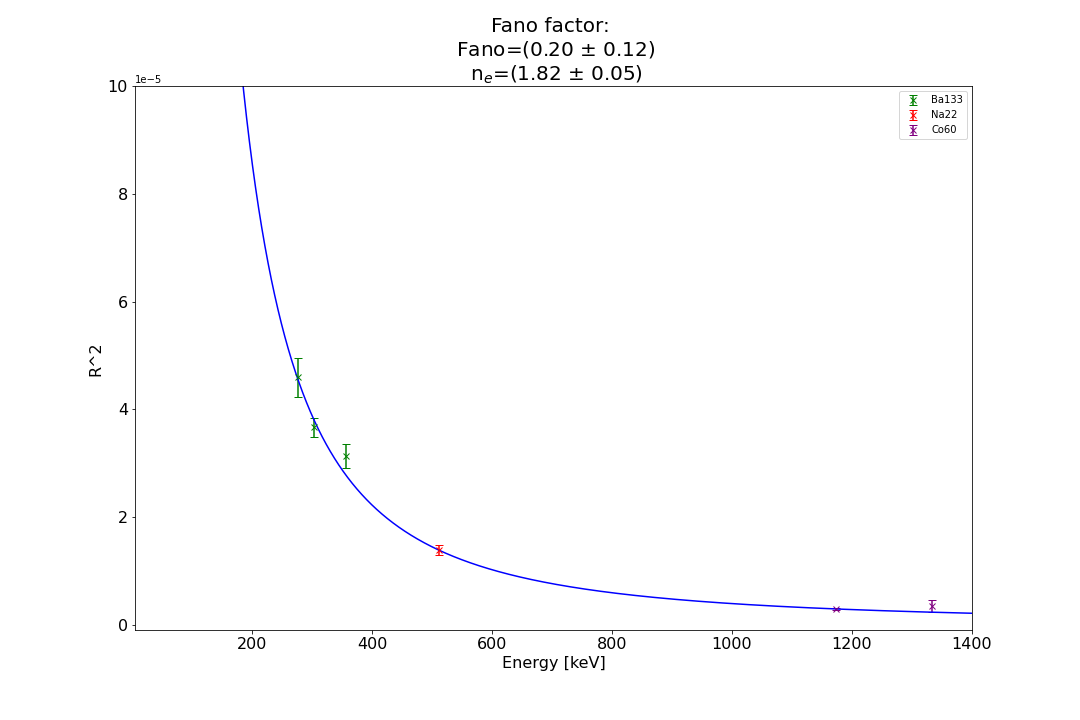 Fano factor:
Fano=(0.20 ± 0.12)
nₑ=(1.82 ± 0.05)
1e−5
10
8
6
4
2
0
R^2
Ba133
Na22
Co60
200 400 600 800 1000 1200 1400
Energy [keV]